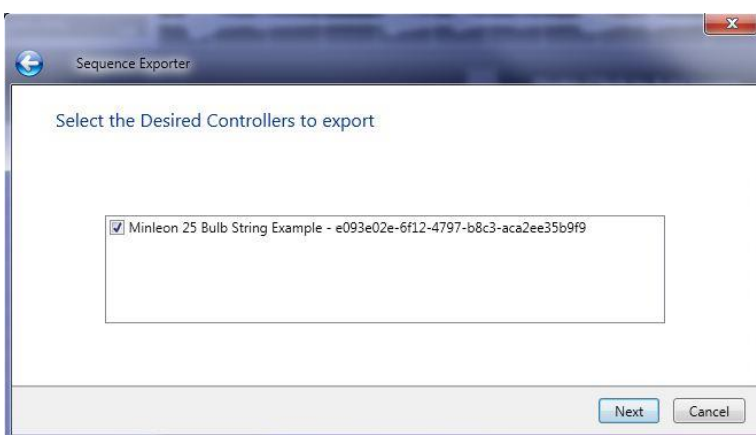 Sequence Exporter
Select the Desired Controllers to export
Minleon 25 Bulb String Example - e093e02e-6f12-4797-b8c3-aca2ee35b9f9
Next Cancel